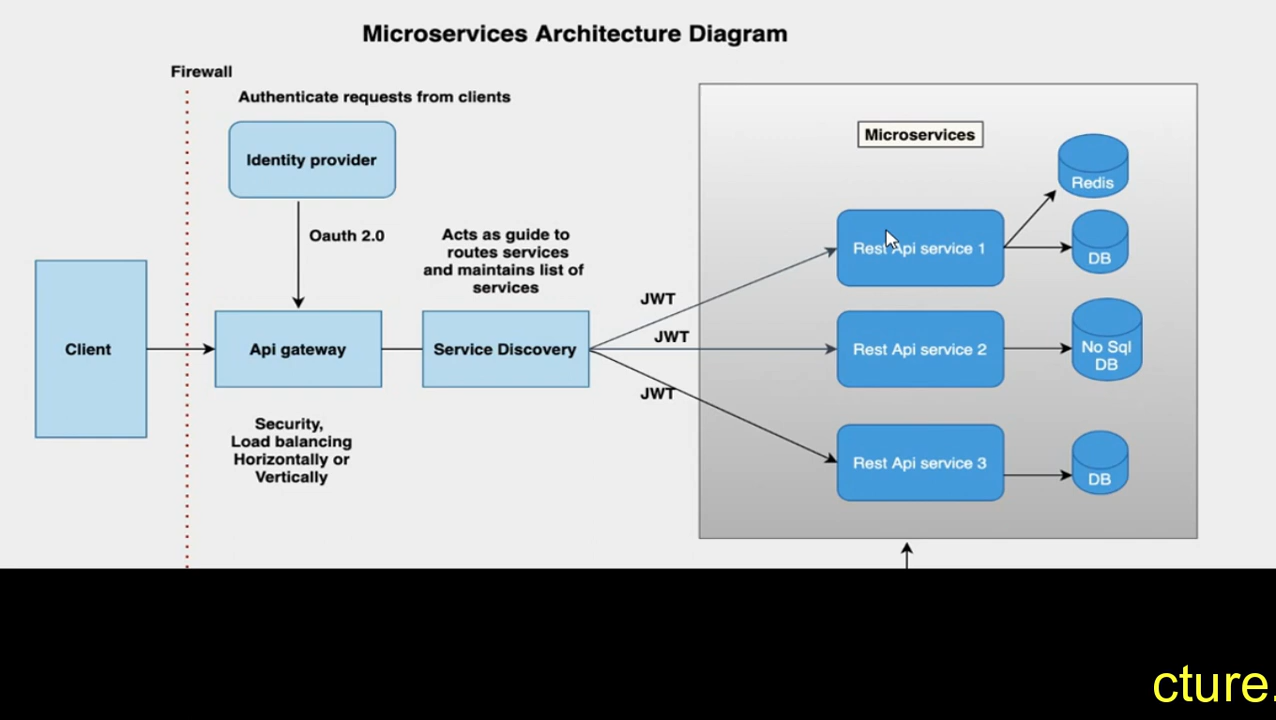 Microservices Architecture Diagram
Firewall
Authenticate requests from clients
Identity provider
Oauth 2.0
Acts as guide to
routes services
and maintains list of
services
Client
Api gateway
Service Discovery
Security,
Load balancing
Horizontally or
Vertically
JWT
JWT
JWT
Microservices
Rest Api service 1
Redis
DB
Rest Api service 2
No Sql
DB
Rest Api service 3
DB
cture.